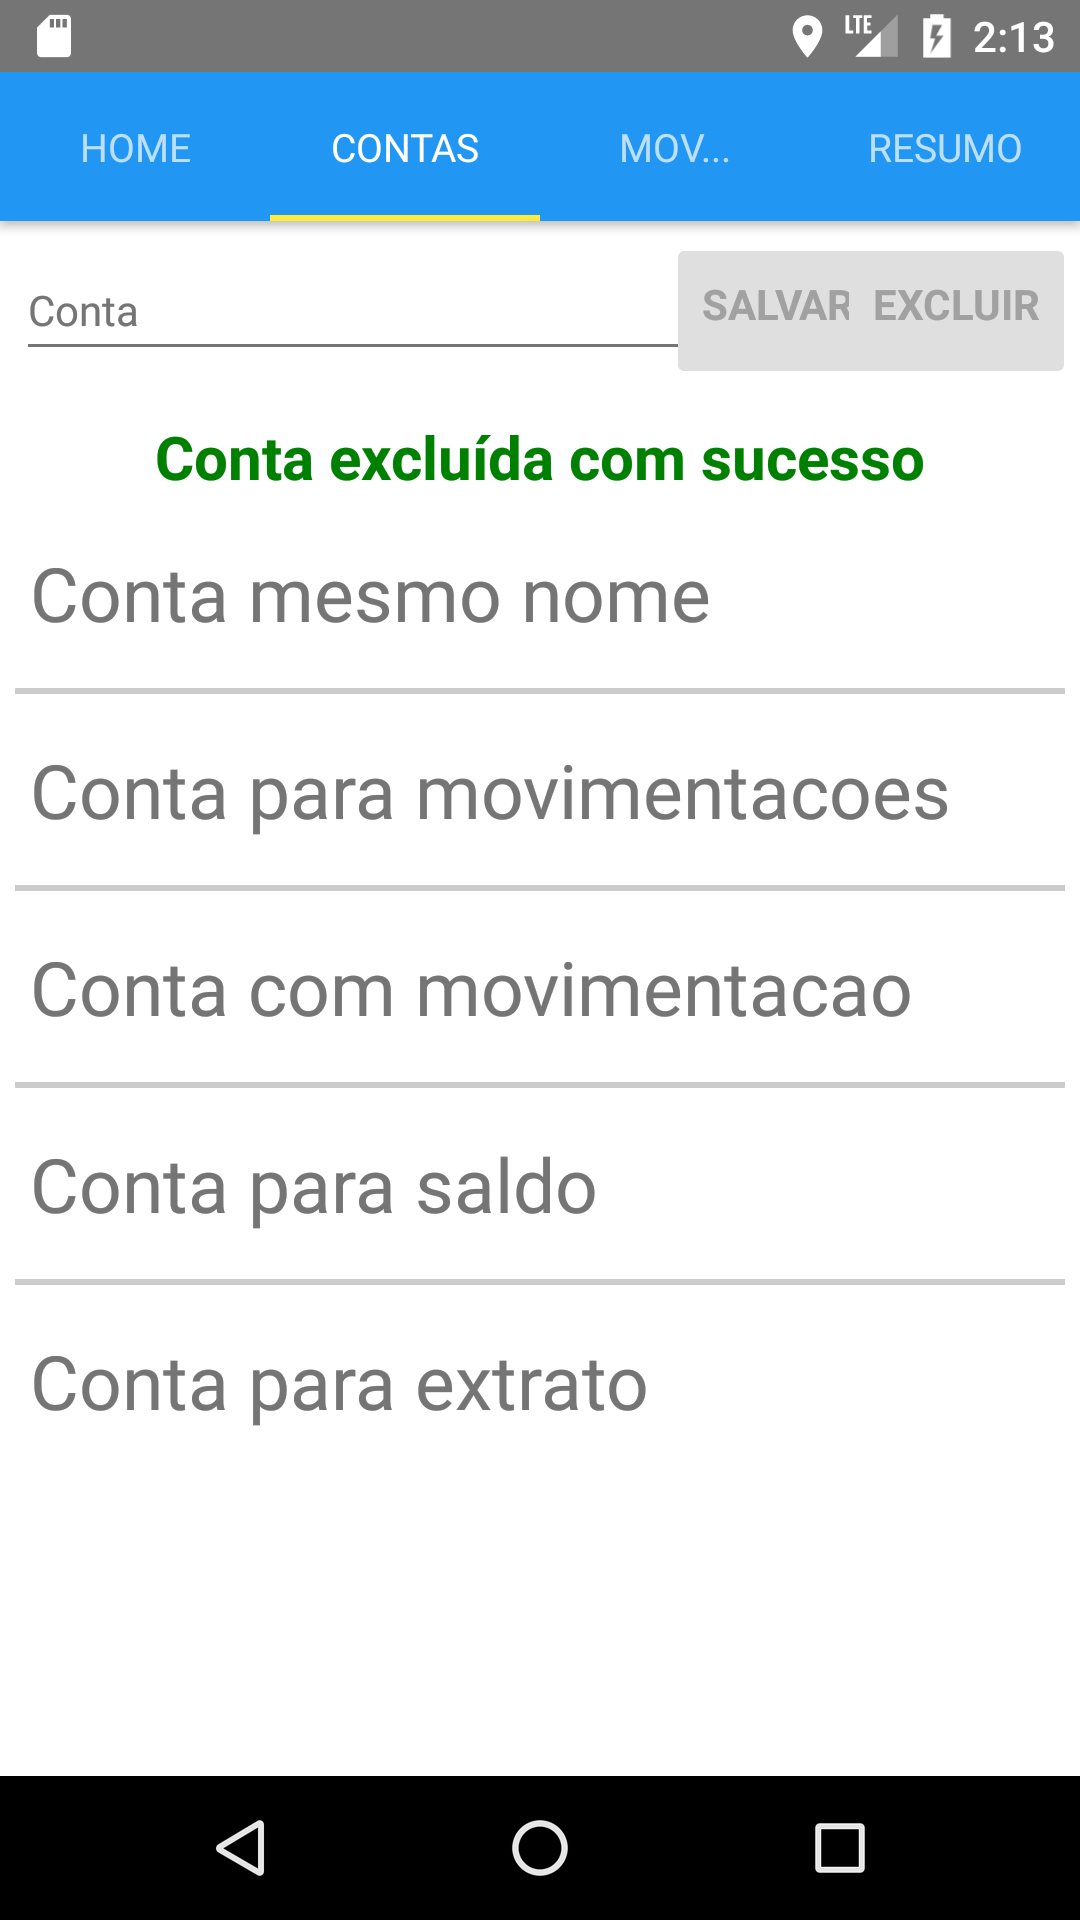 LTE 2:13
HOME CONTAS MOV... RESUMO
Conta SALVAR EXCLUIR
Conta excluída com sucesso
Conta mesmo nome
Conta para movimentacoes
Conta com movimentacao
Conta para saldo
Conta para extrato